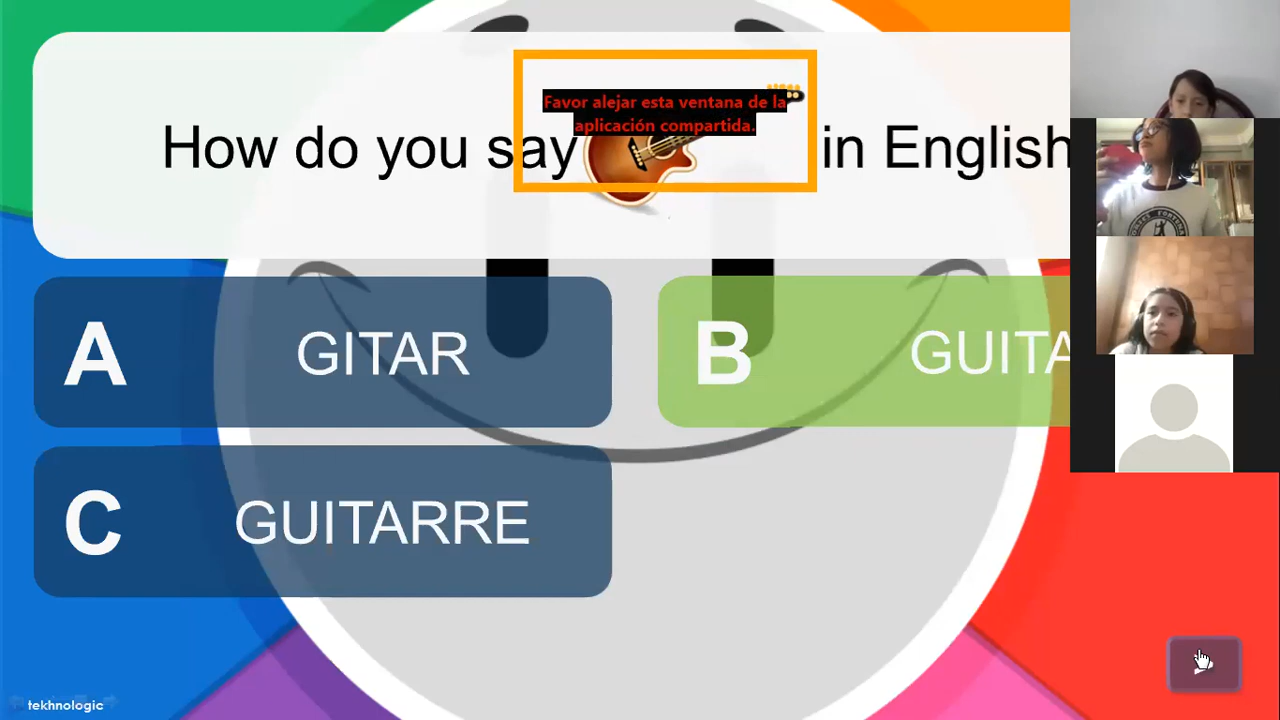 Favor alejar esta ventana de la
aplicación compartida.
How do you say in English
A GITAR
B GUITA
C GUITARRE
tekhnologic